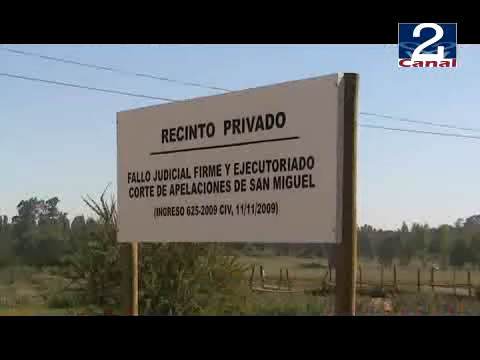 2
Canal
RECINTO PRIVADO
FALLO JUDICIAL FIRME Y EJECUTORIADO
CORTE DE APELACIONES DE SAN MIGUEL
(INGRESO 625-2009 CIV, 11/11/2009)